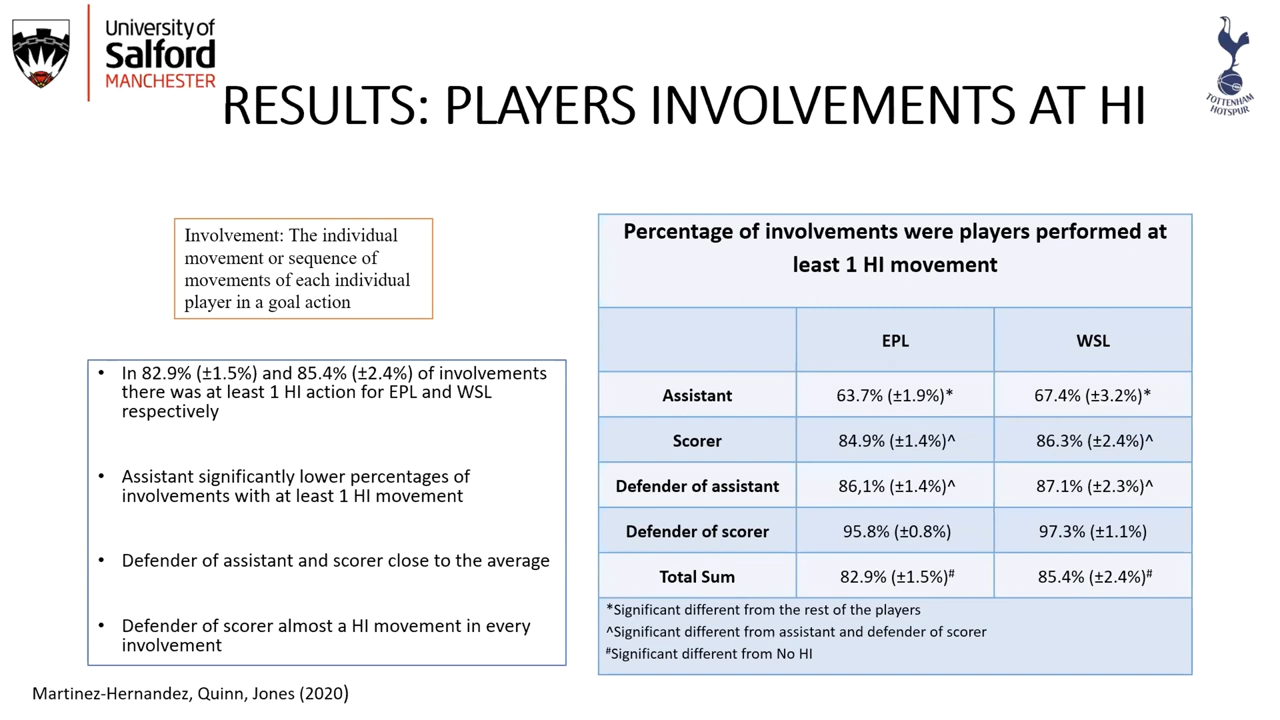 University of
Salford
MANCHESTER
TOTTENHAM
HOTSPUR
RESULTS: PLAYERS INVOLVEMENTS AT HI
Involvement: The individual
movement or sequence of
movements of each individual
player in a goal action
• In 82.9% (±1.5%) and 85.4% (±2.4%) of involvements
there was at least 1 HI action for EPL and WSL
respectively
• Assistant significantly lower percentages of
involvements with at least 1 HI movement
• Defender of assistant and scorer close to the average
• Defender of scorer almost a HI movement in every
involvement
Percentage of involvements were players performed at
least 1 HI movement
EPL WSL
Assistant 63.7% (±1.9%)* 67.4% (±3.2%)*
Scorer 84.9% (±1.4%)^ 86.3% (±2.4%)^
Defender of assistant 86,1% (±1.4%)^ 87.1% (±2.3%)^
Defender of scorer 95.8% (±0.8%) 97.3% (±1.1%)
Total Sum 82.9% (±1.5%)# 85.4% (±2.4%)#
*Significant different from the rest of the players
^Significant different from assistant and defender of scorer
#Significant different from No HI
Martinez-Hernandez, Quinn, Jones (2020)